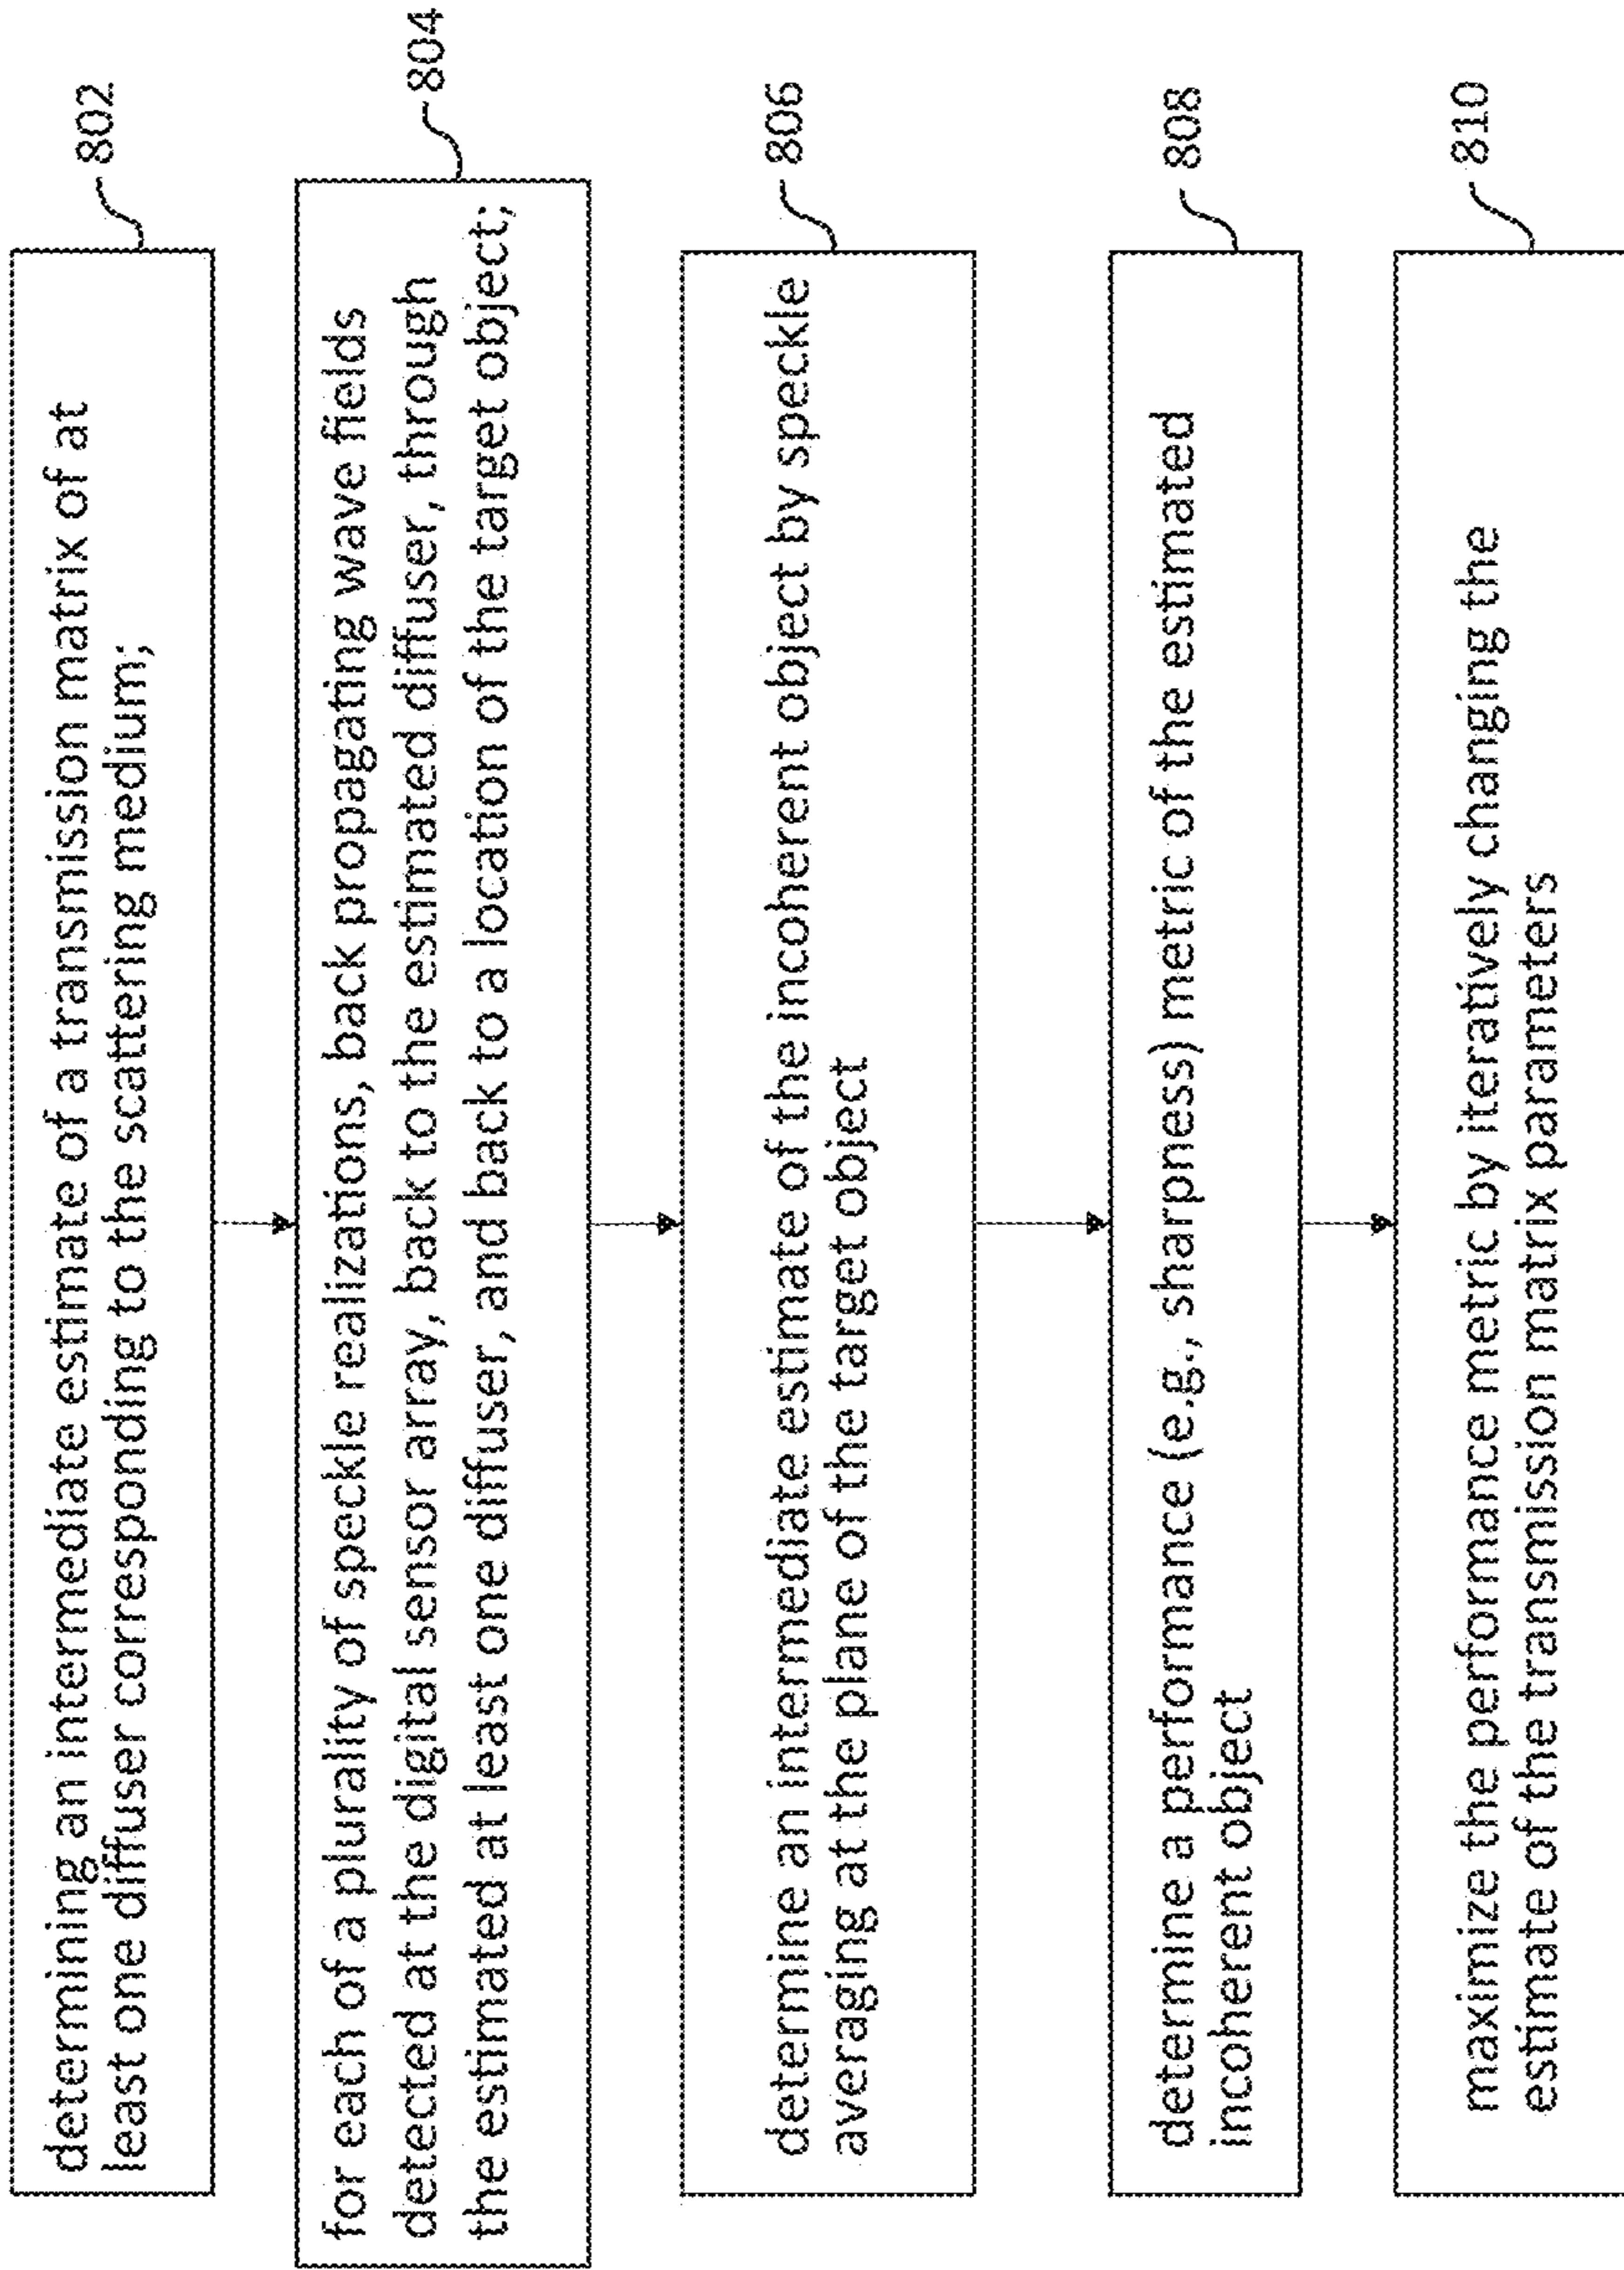 determining an intermediate estimate of a transmission matrix of at
least one diffuser corresponding to the scattering medium;
802
for each of a plurality of speckle realizations, back propagating wave fields
detected at the digital sensor array, back to the estimated diffuser, through
the estimated at least one diffuser, and back to a location of the target object;
804
determine an intermediate estimate of the incoherent object by speckle
averaging at the plane of the target object
806
determine a performance (e.g., sharpness) metric of the estimated
incoherent object
808
maximize the performance metric by iteratively changing the
estimate of the transmission matrix parameters
810